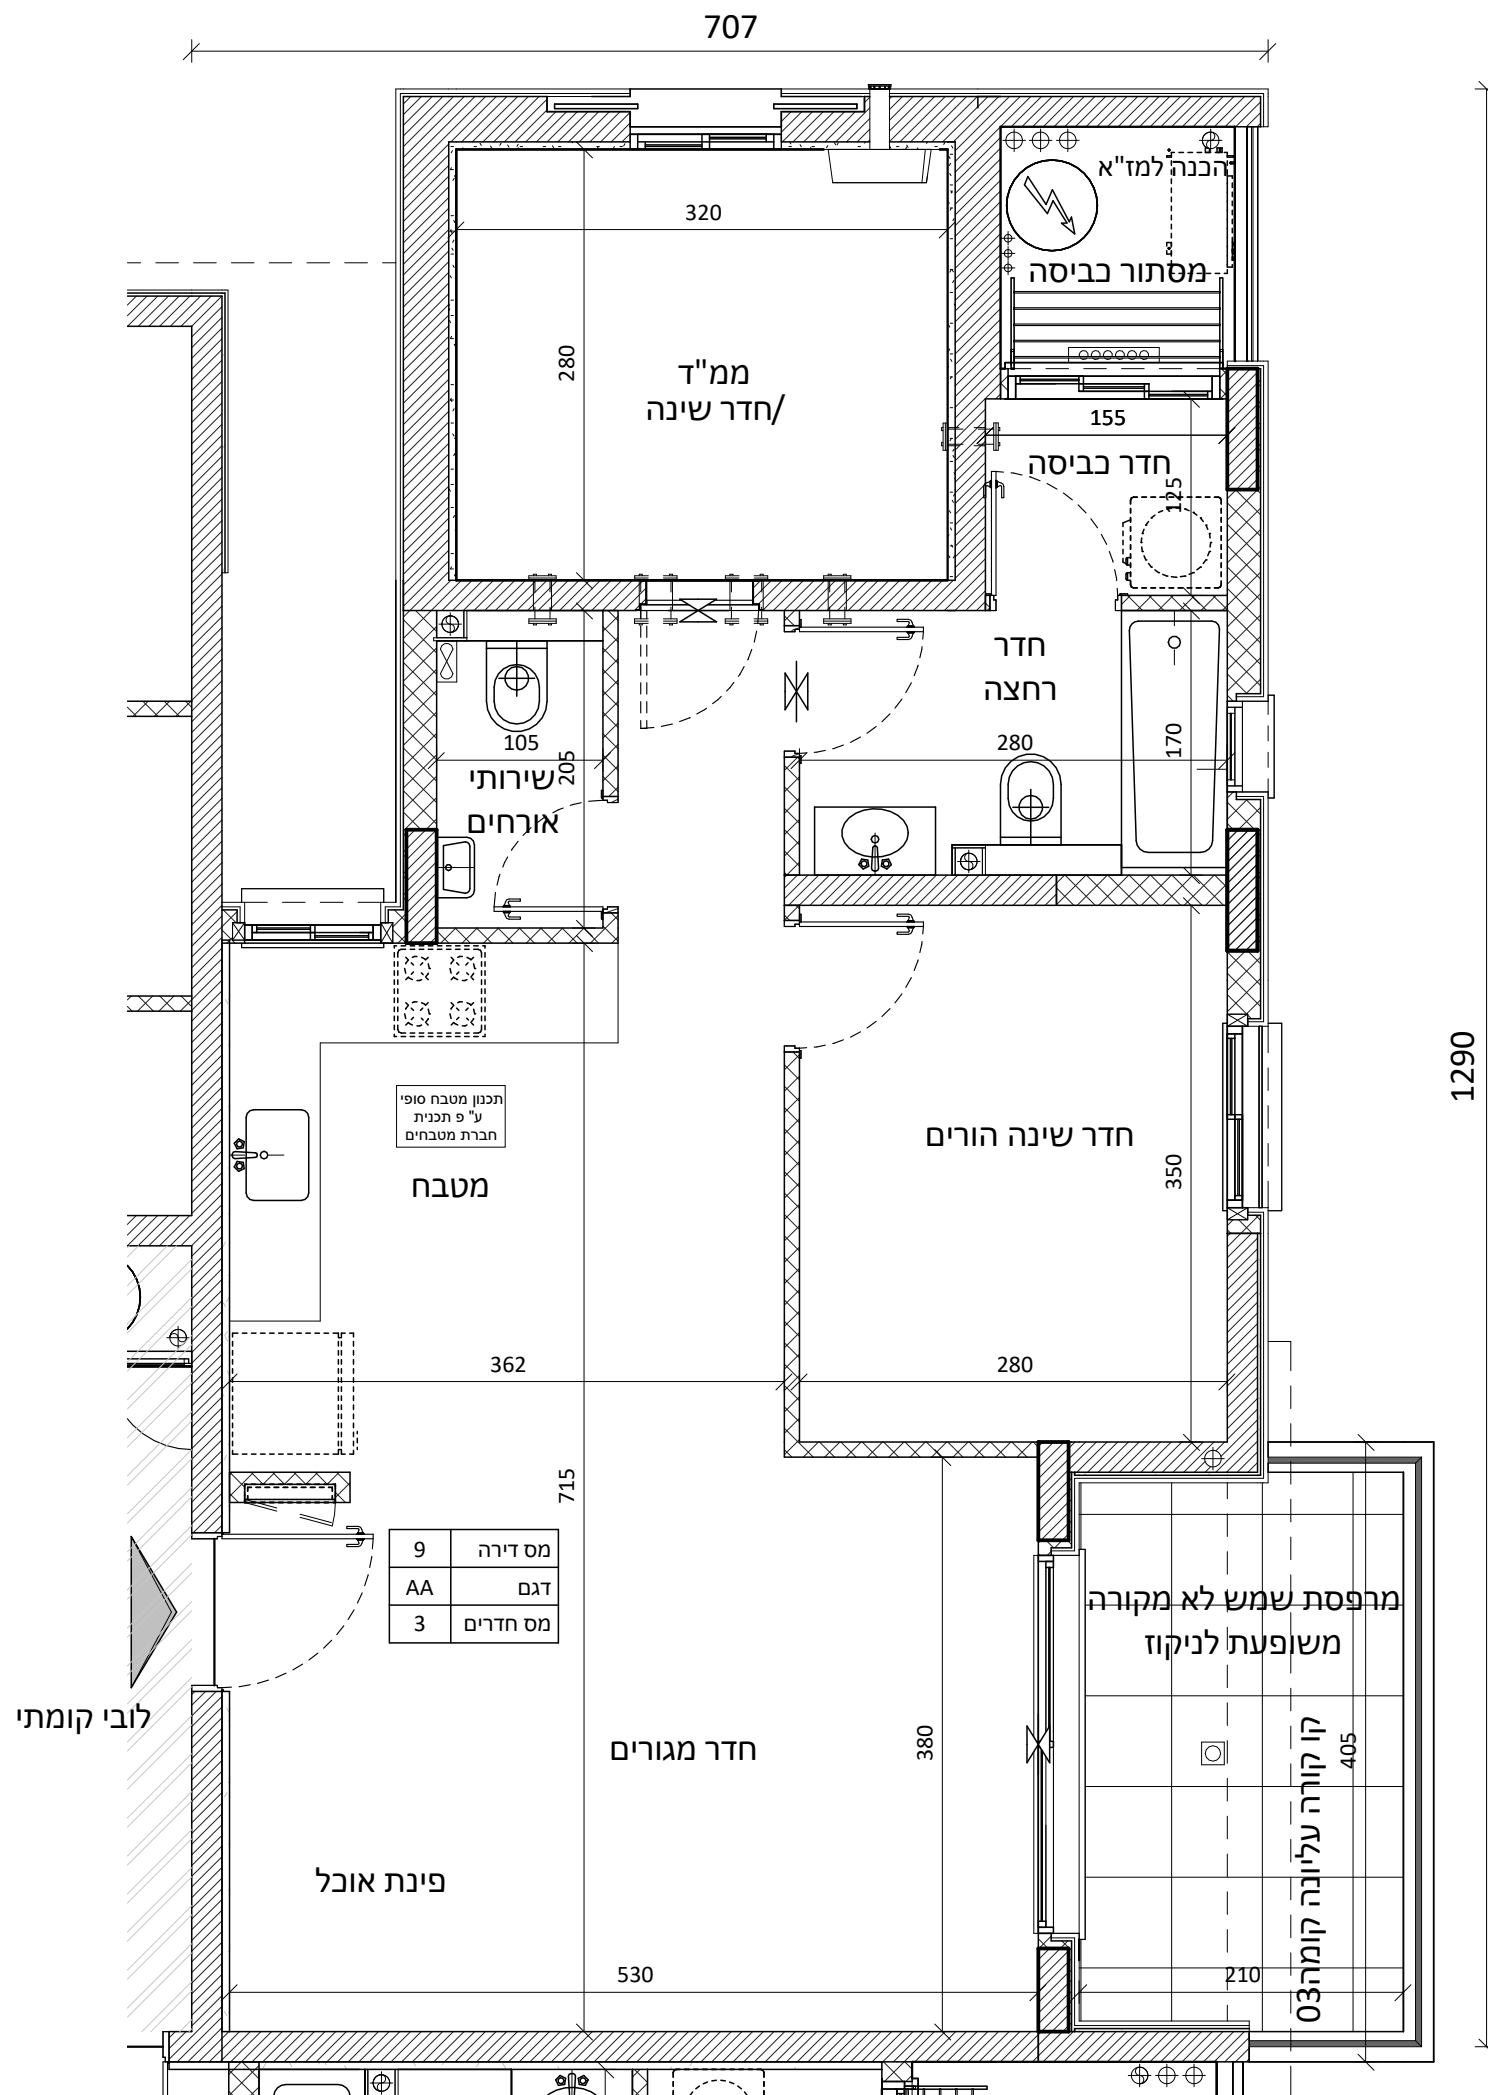 707
הכנה למז"א
320
מסתור כביסה
280
ממ"ד
חדר שינה/
155
חדר כביסה
125
חדר
רחצה
105
280
170
205
שירותי
אורחים
1290
תכנון מטבח סופי
ע"פ תכנית
חברת מטבחים
חדר שינה הורים
350
מטבח
362
280
715
מס דירה 9
דגם AA
מס חדרים 3
מרפסת שמש לא מקורה
משופעת לניקוז
לובי קומתי
חדר מגורים
380
קו קורה עליונה קומה03
405
פינת אוכל
530
210